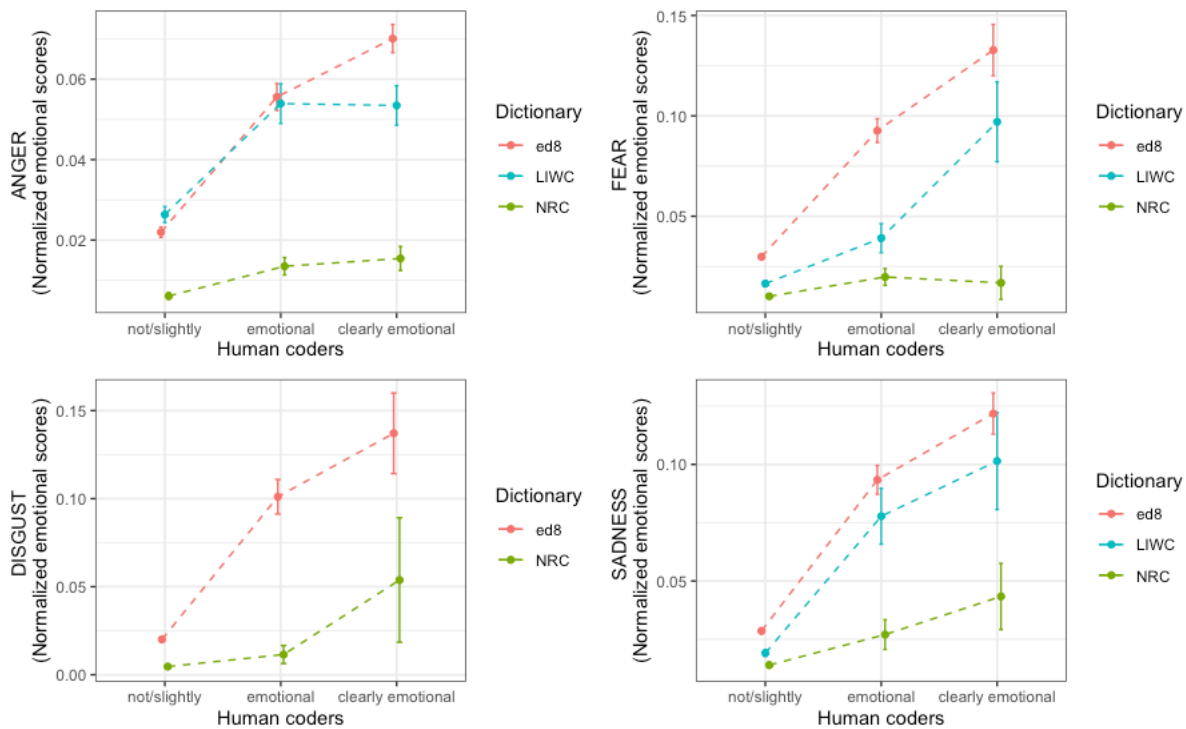 ANGER
(Normalized emotional scores)
0.06
0.04
0.02
not/slightly emotional clearly emotional
Human coders
Dictionary
ed8
LIWC
NRC
FEAR
(Normalized emotional scores)
0.15
0.10
0.05
not/slightly emotional clearly emotional
Human coders
Dictionary
ed8
LIWC
NRC
DISGUST
(Normalized emotional scores)
0.15
0.10
0.05
0.00
not/slightly emotional clearly emotional
Human coders
Dictionary
ed8
NRC
SADNESS
(Normalized emotional scores)
0.10
0.05
not/slightly emotional clearly emotional
Human coders
Dictionary
ed8
LIWC
NRC